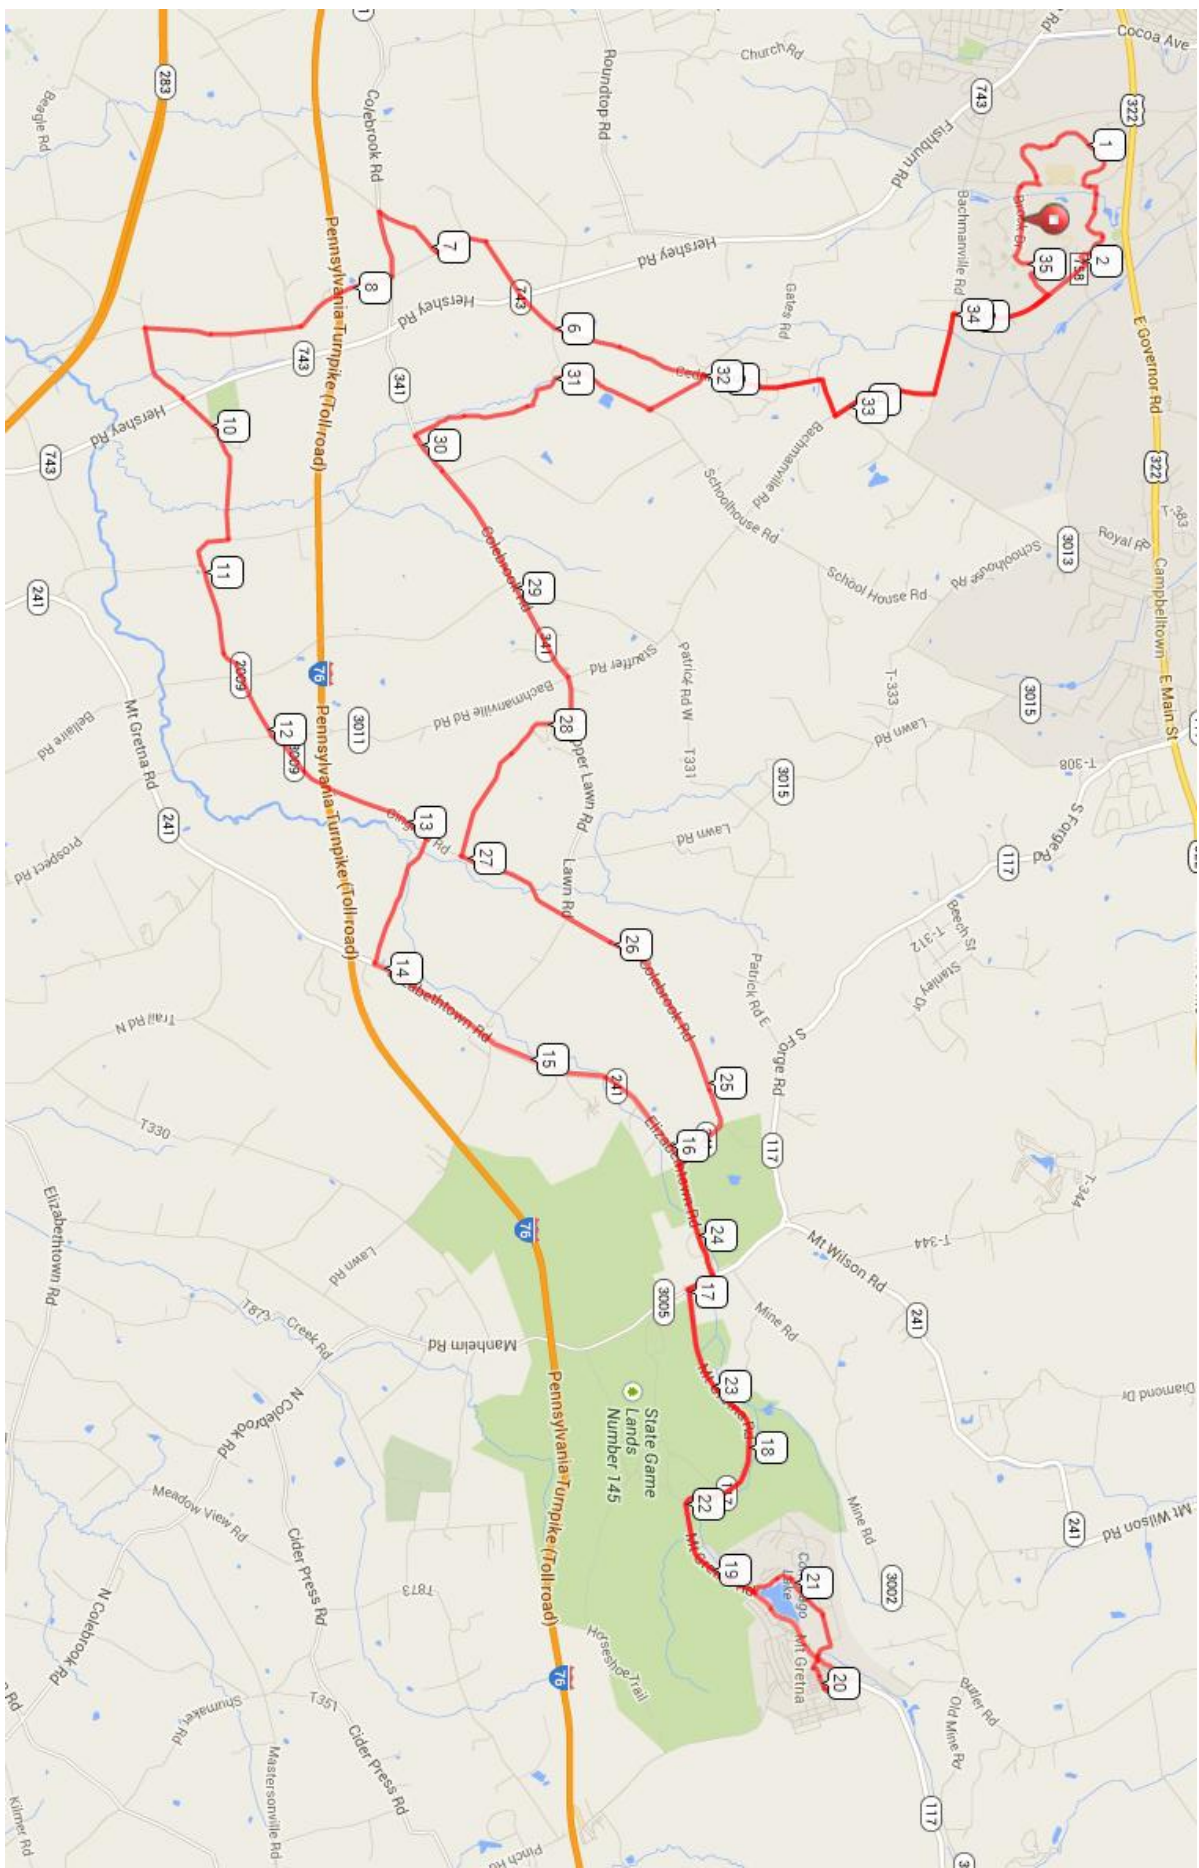 Cocoa Ave
322
E Governor Rd
322
Campbelltown
E Main St
Royal Rd
3013
Schoolhouse Rd
School House Rd
Schoolhouse Rd
3015
T-333
Lawn Rd
T-308
S Forge Rd
117
Beech St
T-312
Stanley Dr
Church Rd
743
Fishburn Rd
Roundtop Rd
Hershey Rd
Bachmanville Rd
Brook Dr
Gates Rd
743
Bachmanville Rd
Stauffer Rd
Patrick Rd W
T331
3015
Lawn Rd
Patrick Rd E
117
T-344
T-344
Mt Wilson Rd
241
Diamond Dr
Mt Wilson Rd
241
Mine Rd
Mine Rd
3002
Butler Rd
Old Mine Rd
117
Colebrook Rd
341
Hershey Rd
743
Colebrook Rd
341
Bachmanville Rd
Lawn Rd
Colebrook Rd
Elizabethtown Rd
241
3005
Manheim Rd
State Game
Lands
Number 145
Mt Gretna
Horseshoe Trail
283
Beagle Rd
Pennsylvania Turnpike (Toll road)
76
Pennsylvania Turnpike (Toll road)
76
Pennsylvania Turnpike (Toll road)
76
Hershey Rd
743
241
2009
3009
3011
Mt Gretna Rd
241
Bellaire Rd
Prospect Rd
Trail Rd N
T330
Elizabethtown Rd
Lawn Rd
T873
Creek Rd
N Colebrook Rd
Meadow View Rd
Cider Press Rd
T873
N Colebrook Rd
T351
Cider Press Rd
Shumaker Rd
Mastersonville Rd
Kilmer Rd
Pinch Rd
1
2
6
7
8
10
11
12
13
14
15
16
17
18
19
20
21
22
23
24
25
26
27
28
29
30
31
32
33
34
35